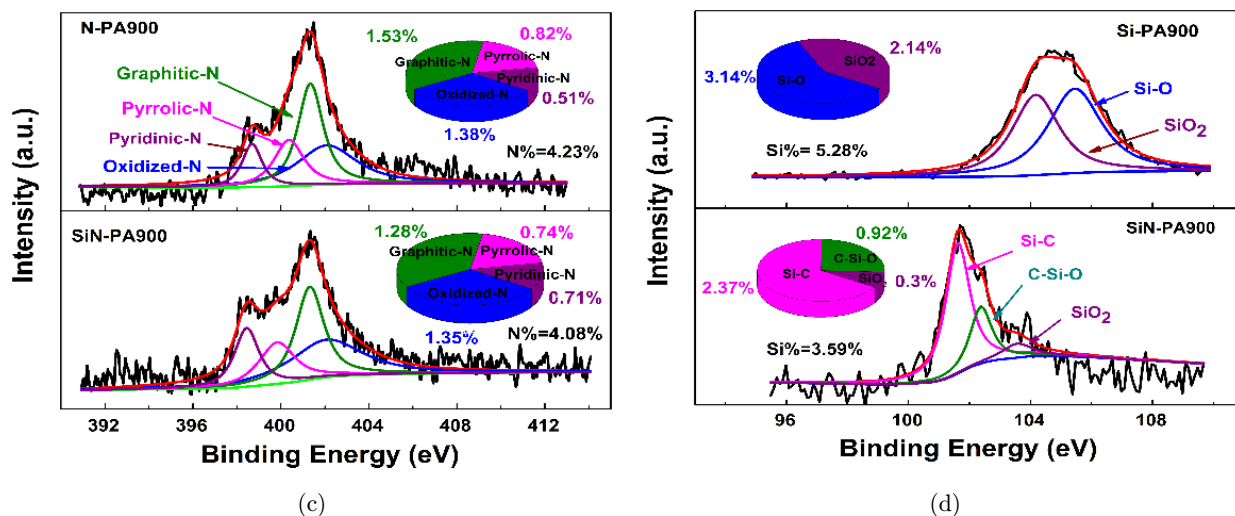 N-PA900
1.53%
0.82%
Graphitic-N
Pyrrolic-N
Pyridinic-N
Oxidized-N
0.51%
1.38%
Graphitic-N
Pyrrolic-N
Pyridinic-N
Oxidized-N
N%=4.23%
SiN-PA900
1.28%
0.74%
Graphitic-N
Pyrrolic-N
Pyridinic-N
Oxidized-N
0.71%
1.35%
N%=4.08%
Intensity (a.u.)
392 396 400 404 408 412
Binding Energy (eV)
(c)
Si-PA900
2.14%
SiO2
Si-O
3.14%
Si-O
SiO2
Si%= 5.28%
SiN-PA900
0.92%
C-Si-O
Si-C
SiO2
0.3%
2.37%
Si-C
C-Si-O
SiO2
Si%=3.59%
Intensity (a.u.)
96 100 104 108
Binding Energy (eV)
(d)